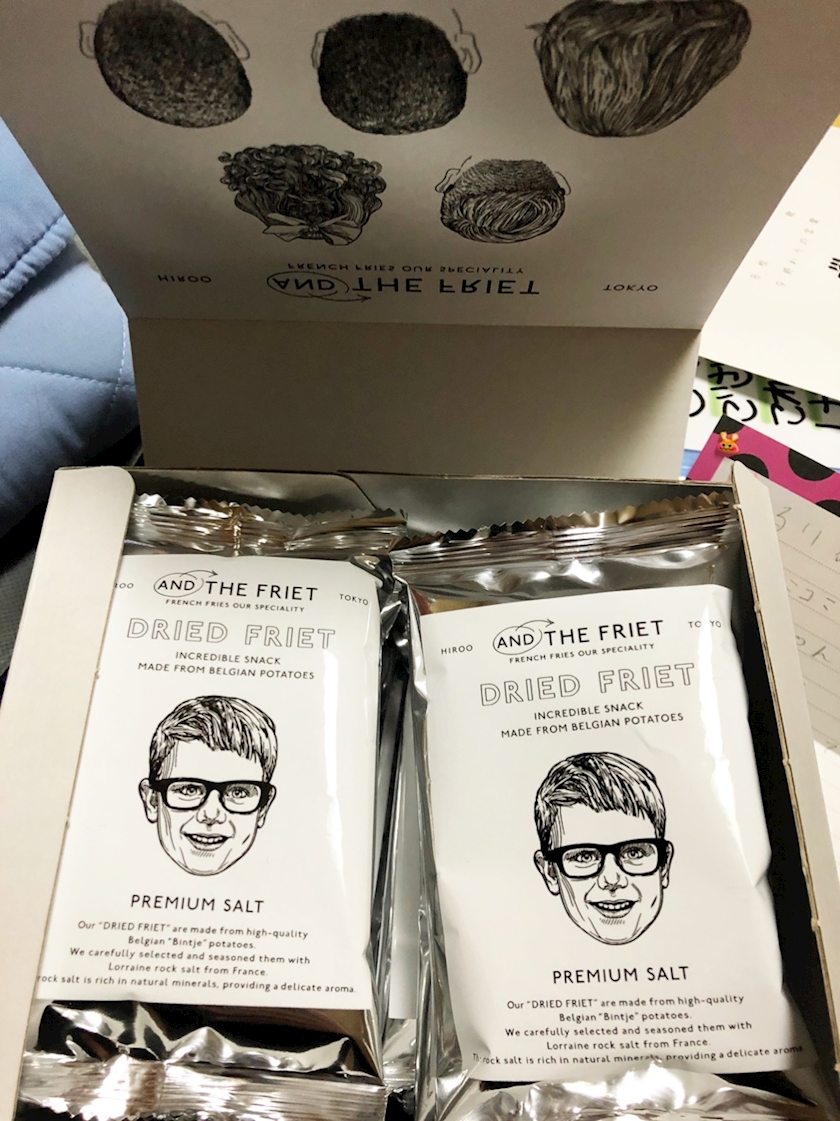 FRENCH FRIES OUR SPECIALITY
HIROO AND THE FRIET TOKYO
AND THE FRIET TOKYO
FRENCH FRIES OUR SPECIALITY
DRIED FRIET
INCREDIBLE SNACK
MADE FROM BELGIAN POTATOES
PREMIUM SALT
Our "DRIED FRIET" are made from high-quality
Belgian "Bintje" potatoes.
We carefully selected and seasoned them with
Lorraine rock salt from France.
rock salt is rich in natural minerals, providing a delicate aroma.
HIROO AND THE FRIET TOKYO
FRENCH FRIES OUR SPECIALITY
DRIED FRIET
INCREDIBLE SNACK
MADE FROM BELGIAN POTATOES
PREMIUM SALT
Our "DRIED FRIET" are made from high-quality
Belgian "Bintje" potatoes.
We carefully selected and seasoned them with
Lorraine rock salt from France.
rock salt is rich in natural minerals, providing a delicate aroma